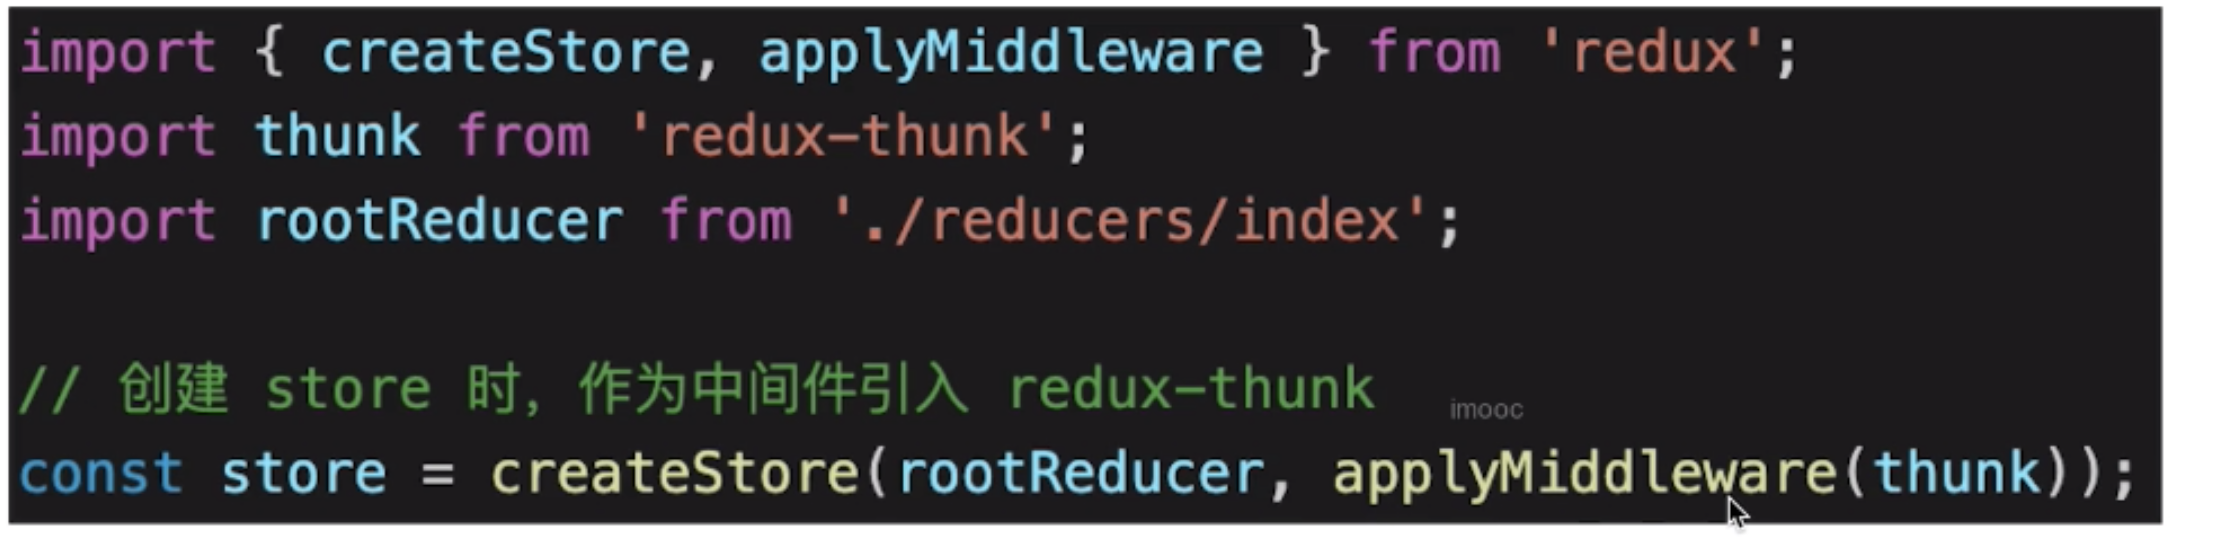 import { createStore, applyMiddleware } from 'redux';
import thunk from 'redux-thunk';
import rootReducer from './reducers/index';
// 创建 store 时，作为中间件引入 redux-thunk
imooc
const store = createStore(rootReducer, applyMiddleware(thunk));